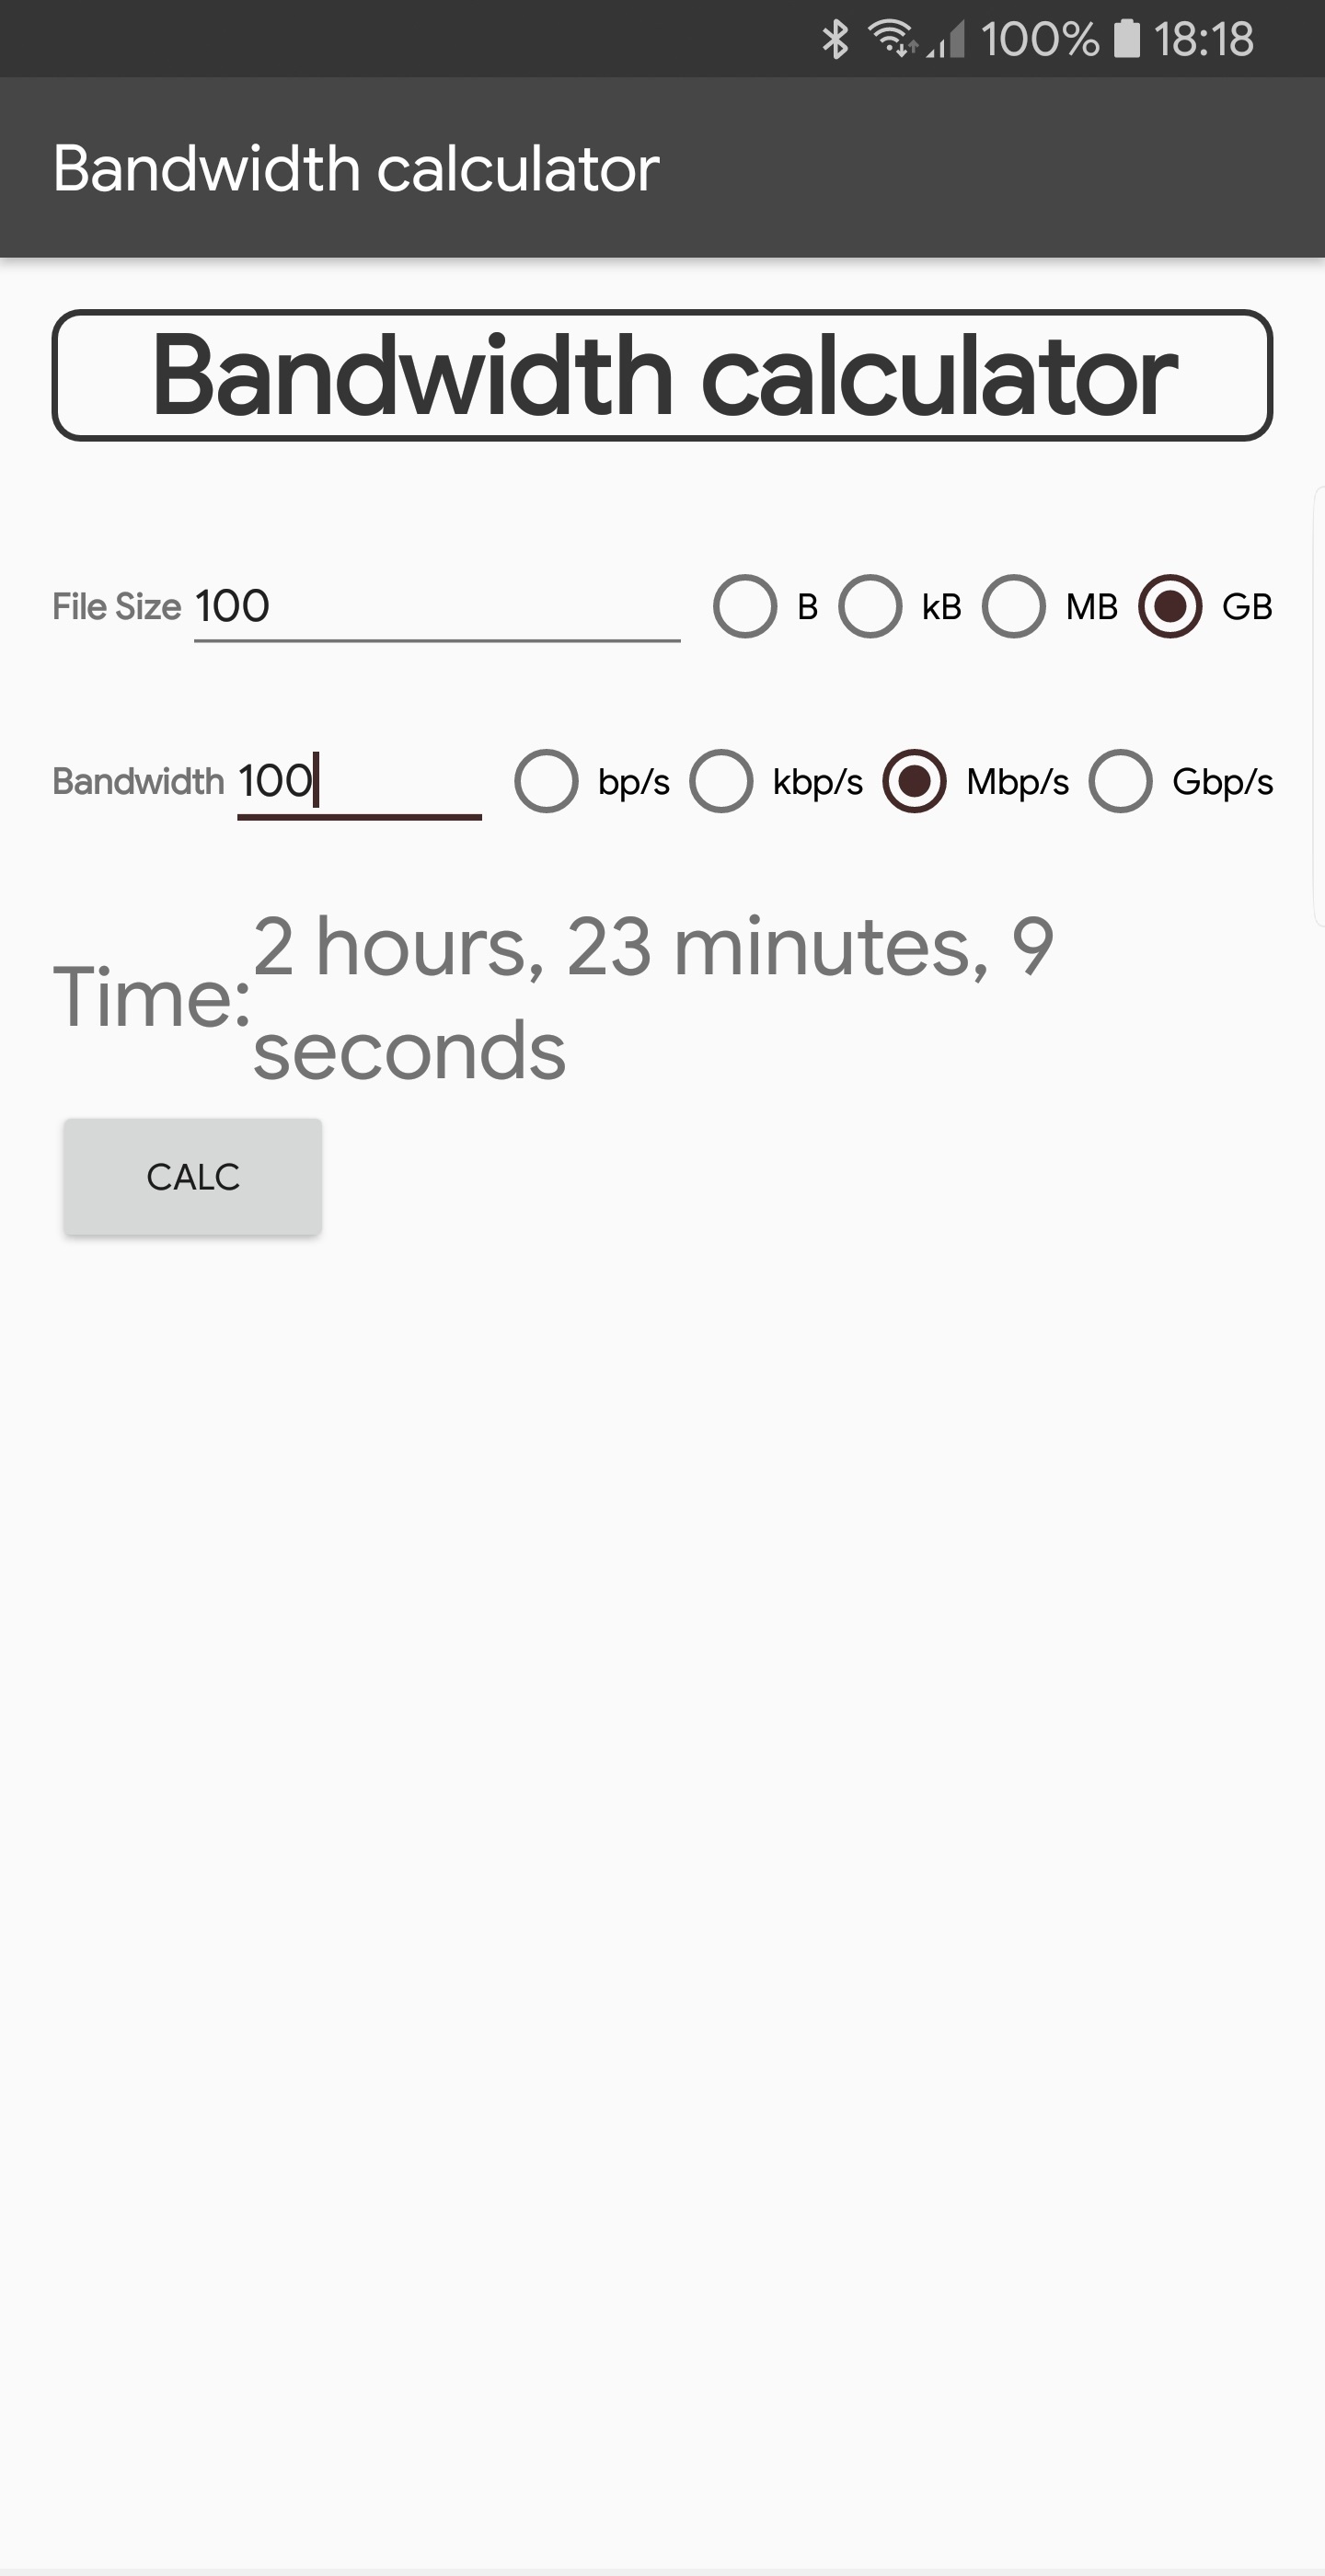 100% 18:18
Bandwidth calculator
Bandwidth calculator
File Size 100 B kB MB GB
Bandwidth 100 bp/s kbp/s Mbp/s Gbp/s
Time: 2 hours, 23 minutes, 9
seconds
CALC